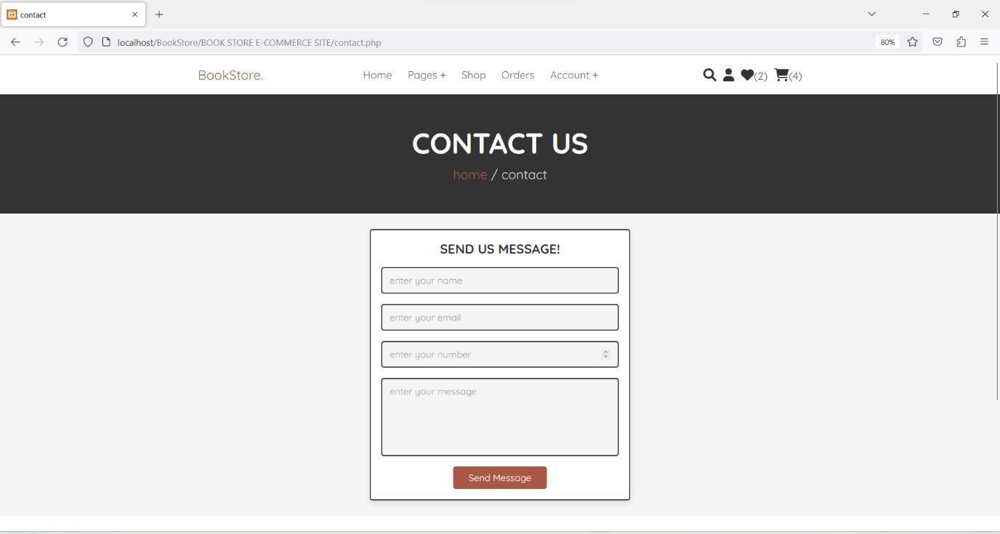 contact
localhost/BookStore/BOOK STORE E-COMMERCE SITE/contact.php
80%
BookStore. Home Pages + Shop Orders Account + (2) (4)
CONTACT US
home / contact
SEND US MESSAGE!
enter your name
enter your email
enter your number
enter your message
Send Message